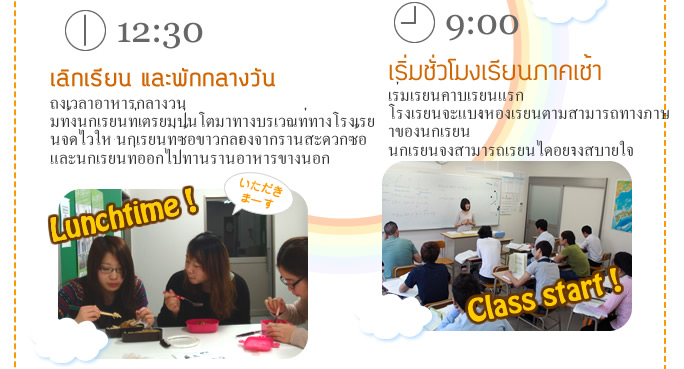 12:30
เลิกเรียน และพักกลางวัน
ถึงเวลาอาหารกลางวัน
มีทั้งนักเรียนที่เตรียมปิ่นโตมาทานบริเวณที่ทางโรงเรีย
นจัดไว้ให้ นักเรียนที่ซื้อข้าวกล่องจากร้านสะดวกซื้อ
และนักเรียนที่ออกไปทานร้านอาหารข้างนอก
Lunchtime !
いただき
まーす
9:00
เริ่มชั่วโมงเรียนภาคเช้า
เริ่มเรียนคาบเรียนแรก
โรงเรียนจะแบ่งห้องเรียนตามสามารถทางภาษ
าของนักเรียน
นักเรียนจึงสามารถเรียนได้อย่างสบายใจ
Class start !